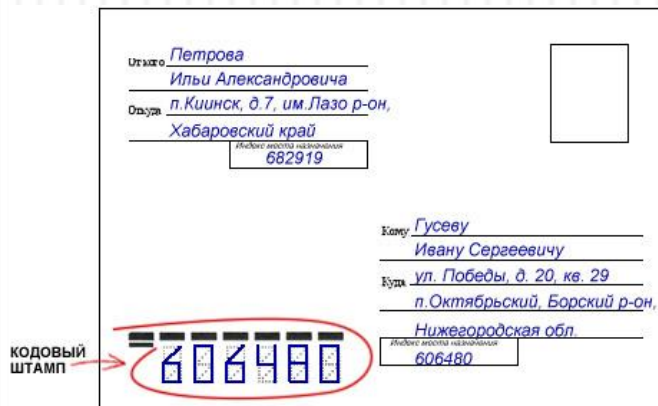 От кого Петрова
Ильи Александровича
Откуда п.Киинск, д.7, им.Лазо р-он,
Хабаровский край
Индекс места назначения
682919
Кому Гусеву
Ивану Сергеевичу
Куда ул. Победы, д. 20, кв. 29
п.Октябрьский, Борский р-он,
Нижегородская обл.
Индекс места назначения
606480
КОДОВЫЙ
ШТАМП
606480